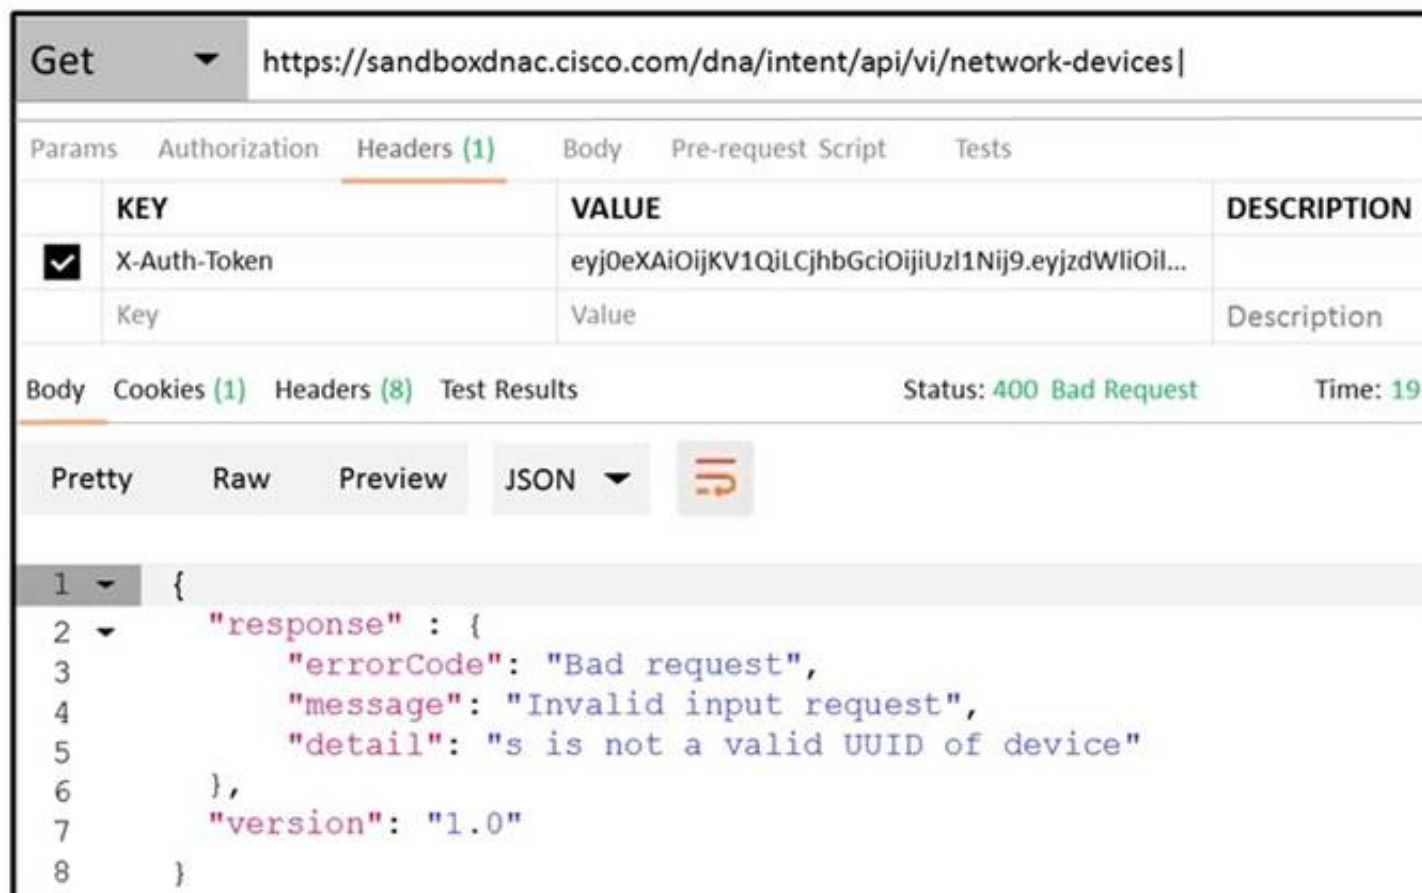 Get https://sandboxdnac.cisco.com/dna/intent/api/vi/network-devices|
Params Authorization Headers (1) Body Pre-request Script Tests
KEY VALUE DESCRIPTION
X-Auth-Token eyj0eXAiOijKV1QiLCjhbGciOijiUzl1Nij9.eyjzdWliOil...
Key Value Description
Body Cookies (1) Headers (8) Test Results Status: 400 Bad Request Time: 19
Pretty Raw Preview JSON
1 {
2 "response" : {
3 "errorCode": "Bad request",
4 "message": "Invalid input request",
5 "detail": "s is not a valid UUID of device"
6 },
7 "version": "1.0"
8 }